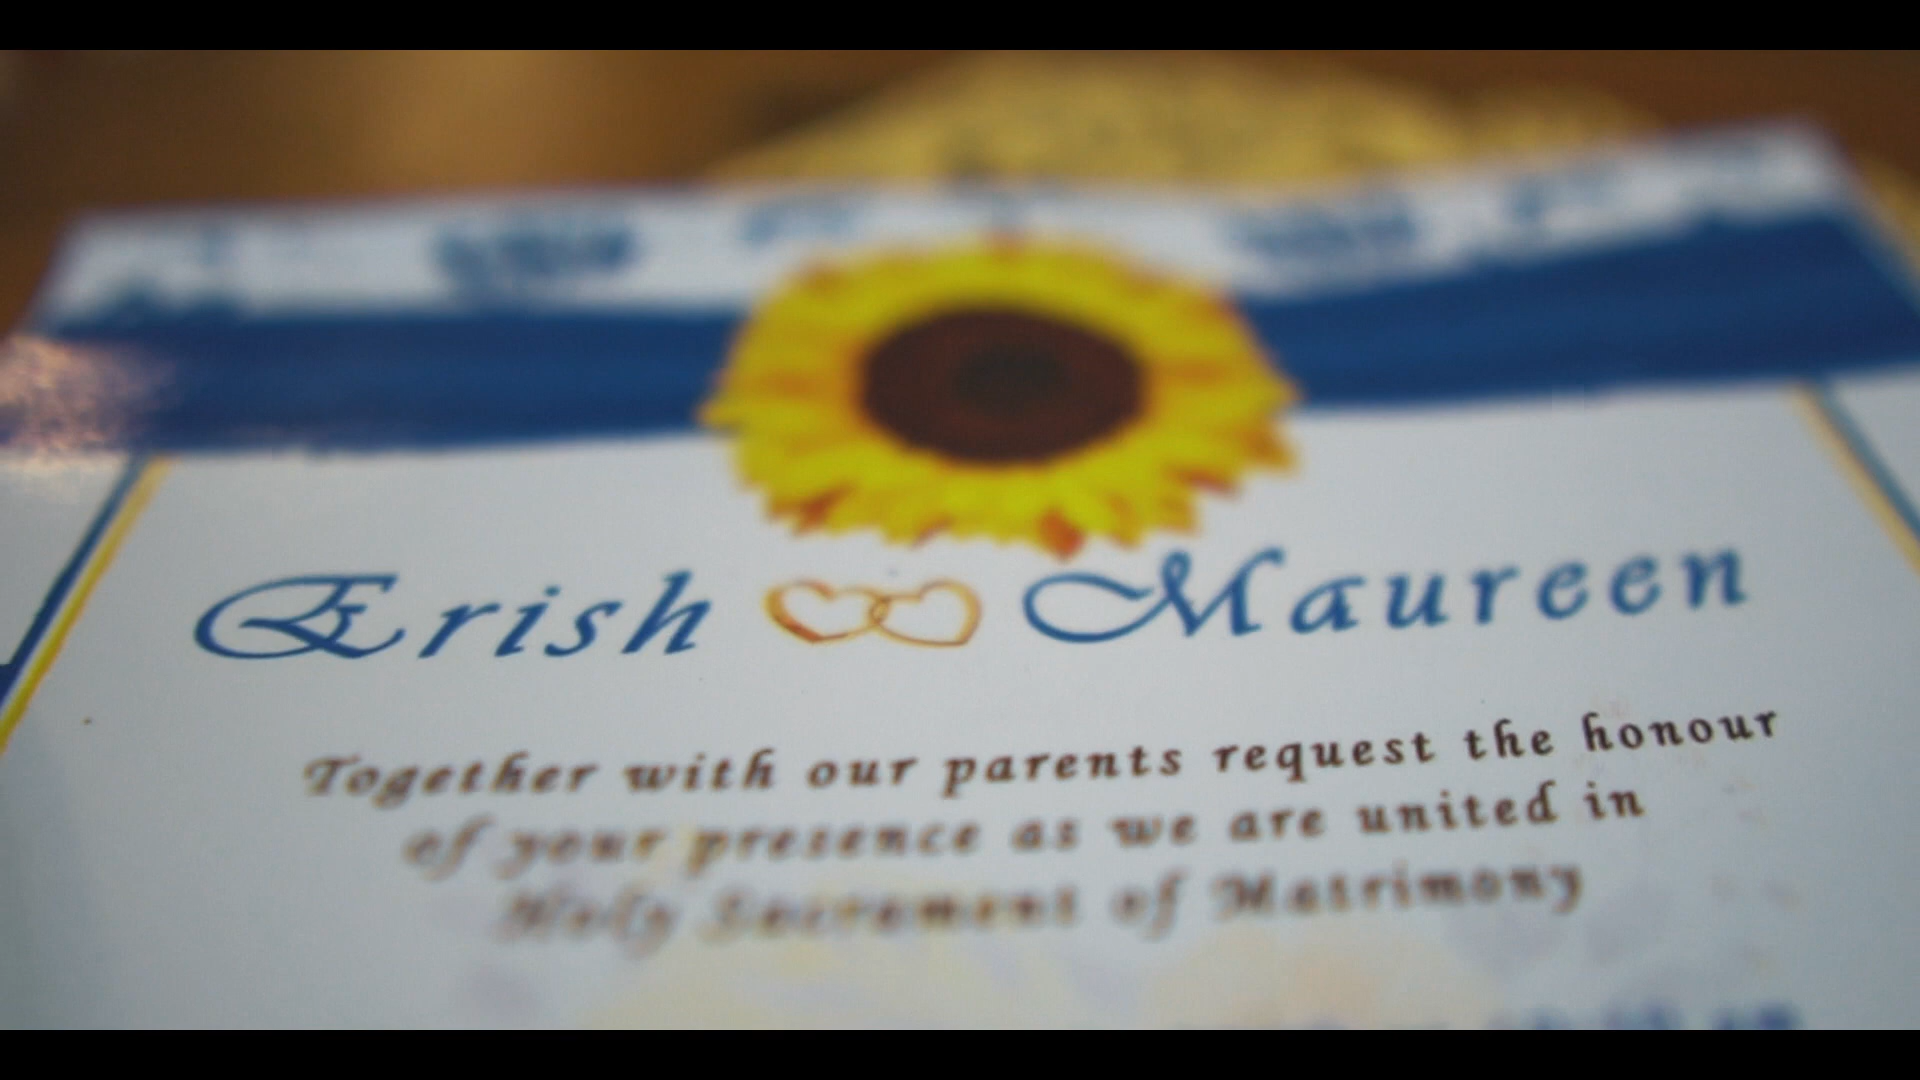 Erish Maureen
Together with our parents request the honour
of your presence as we are united in
Holy Sacrament of Matrimony